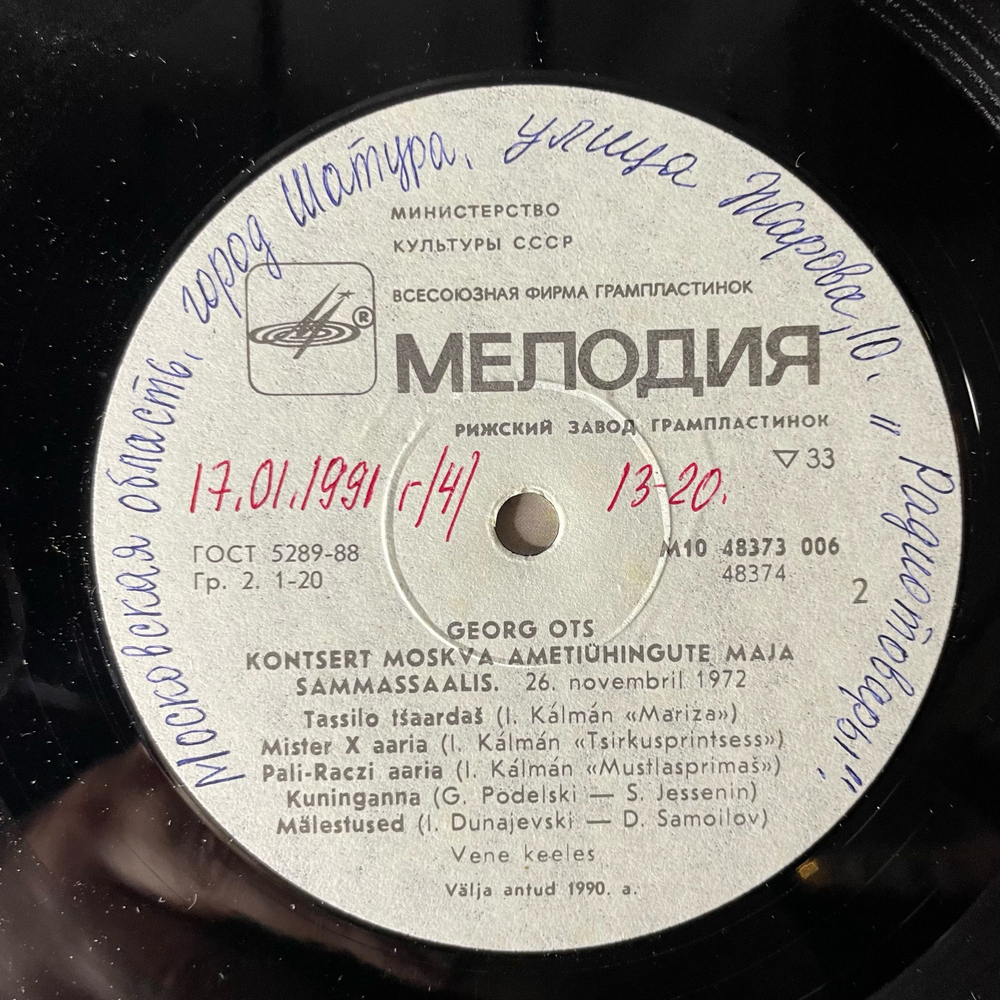 Московская область, город Шатура, улица Жарова, 10. "Радиотовары".
МИНИСТЕРСТВО
КУЛЬТУРЫ СССР
ВСЕСОЮЗНАЯ ФИРМА ГРАМПЛАСТИНОК
®
МЕЛОДИЯ
РИЖСКИЙ ЗАВОД ГРАМПЛАСТИНОК
▽ 33
17.01.1991 г/4/ 13-20.
ГОСТ 5289-88
Гр. 2. 1-20
М10 48373 006
48374
2
GEORG OTS
KONTSERT MOSKVA AMETIÜHINGUTE MAJA
SAMMASSAALIS. 26. novembril 1972
Tassilo tšaardaš (I. Kálmán «Mariza»)
Mister X aaria (I. Kálmán «Tsirkusprintsess»)
Pali-Raczi aaria (I. Kálmán «Mustlasprimaš»)
Kuninganna (G. Podelski — S. Jessenin)
Mälestused (I. Dunajevski — D. Samoilov)
Vene keeles
Välja antud 1990. a.